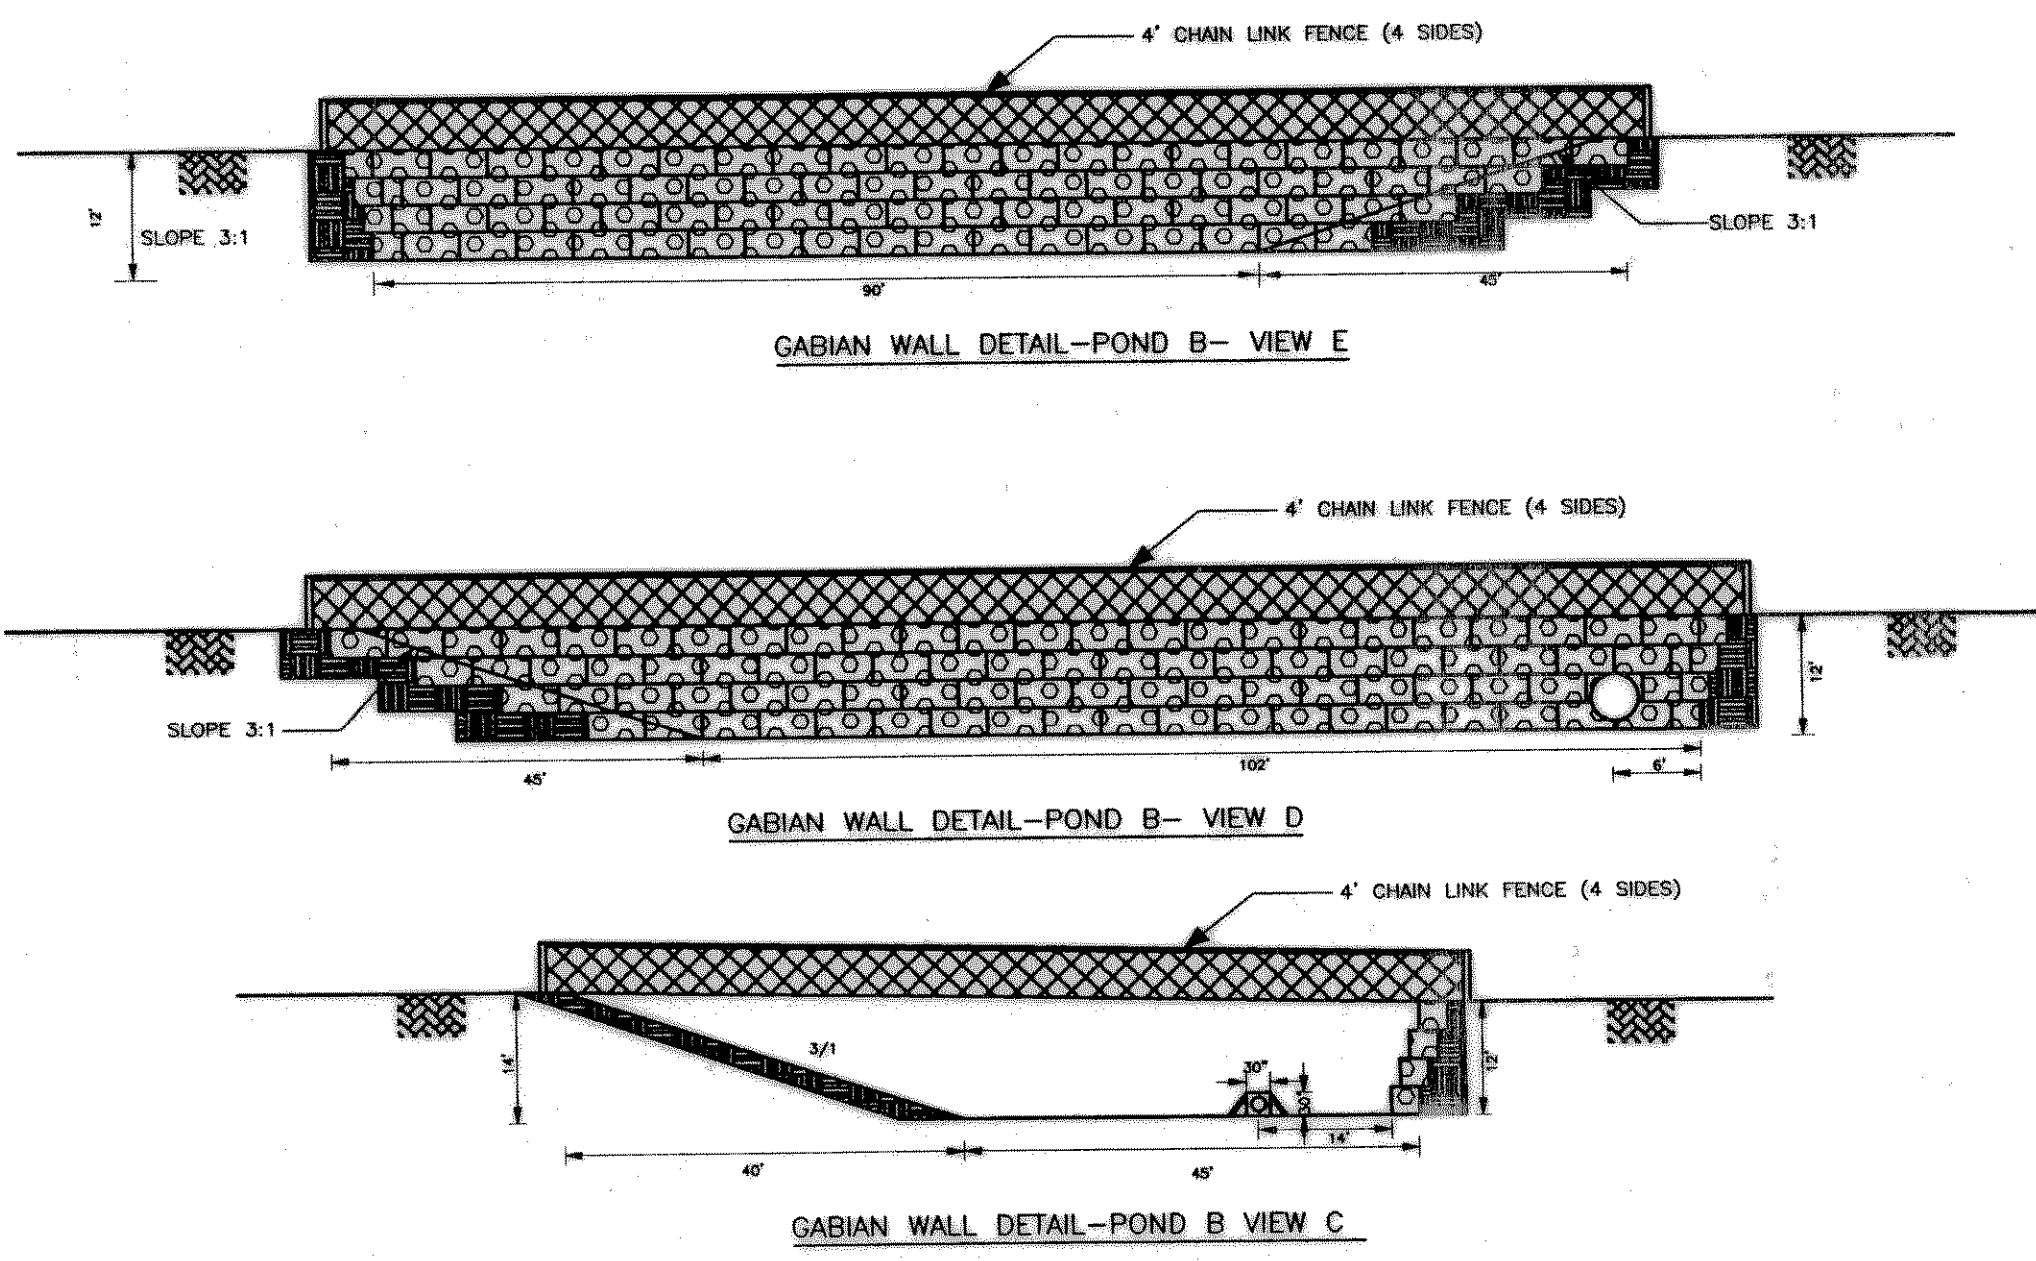 4' CHAIN LINK FENCE (4 SIDES)
12'
SLOPE 3:1
SLOPE 3:1
90'
45'
GABIAN WALL DETAIL-POND B- VIEW E
4' CHAIN LINK FENCE (4 SIDES)
SLOPE 3:1
12'
45'
102'
6'
GABIAN WALL DETAIL-POND B- VIEW D
4' CHAIN LINK FENCE (4 SIDES)
14'
3/1
30"
12'
14'
40'
45'
GABIAN WALL DETAIL-POND B VIEW C